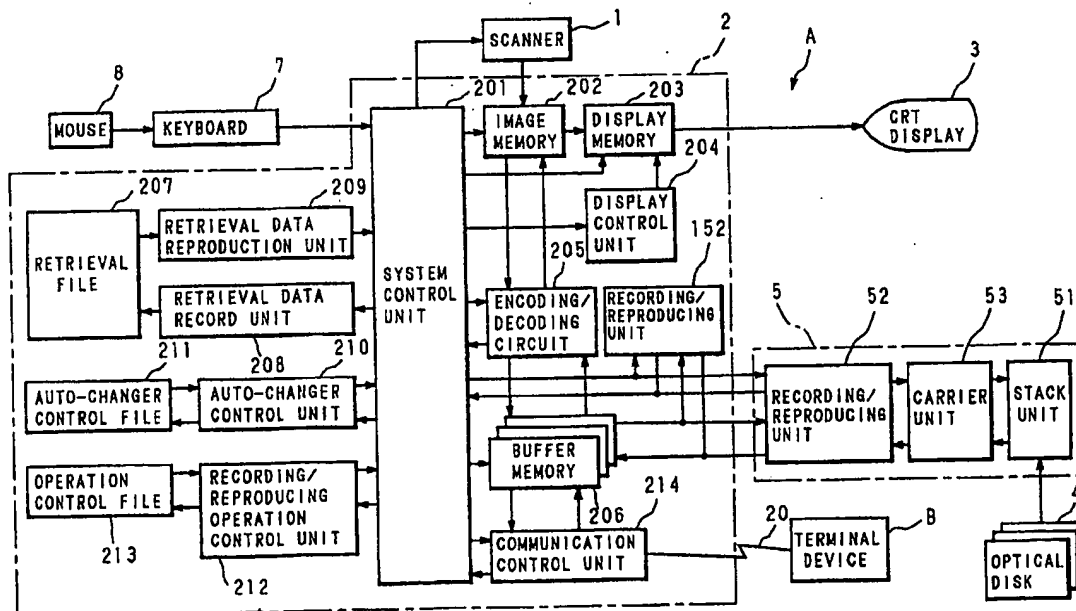 1
SCANNER
2
A
3
8
7
201
202
203
MOUSE
KEYBOARD
IMAGE
MEMORY
DISPLAY
MEMORY
CRT
DISPLAY
204
207
209
RETRIEVAL
FILE
RETRIEVAL DATA
REPRODUCTION UNIT
DISPLAY
CONTROL
UNIT
205
152
SYSTEM
CONTROL
UNIT
RETRIEVAL DATA
RECORD UNIT
ENCODING/
DECODING
CIRCUIT
RECORDING/
REPRODUCING
UNIT
5
52
53
51
211
208
210
AUTO-CHANGER
CONTROL FILE
AUTO-CHANGER
CONTROL UNIT
RECORDING/
REPRODUCING
UNIT
CARRIER
UNIT
STACK
UNIT
BUFFER
MEMORY
OPERATION
CONTROL FILE
RECORDING/
REPRODUCING
OPERATION
CONTROL UNIT
206
214
213
212
COMMUNICATION
CONTROL UNIT
20
B
TERMINAL
DEVICE
4
OPTICAL
DISK